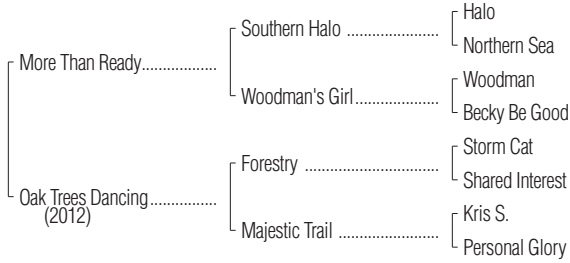 Halo
Southern Halo
Northern Sea
More Than Ready
Woodman
Woodman's Girl
Becky Be Good
Storm Cat
Forestry
Shared Interest
Oak Trees Dancing
(2012)
Kris S.
Majestic Trail
Personal Glory